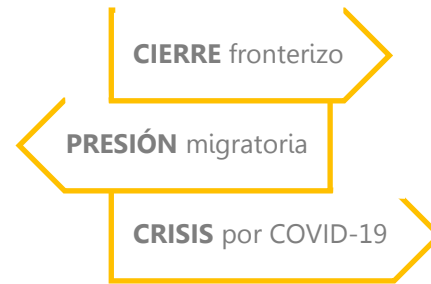 CIERRE fronterizo
PRESIÓN migratoria
CRISIS por COVID-19